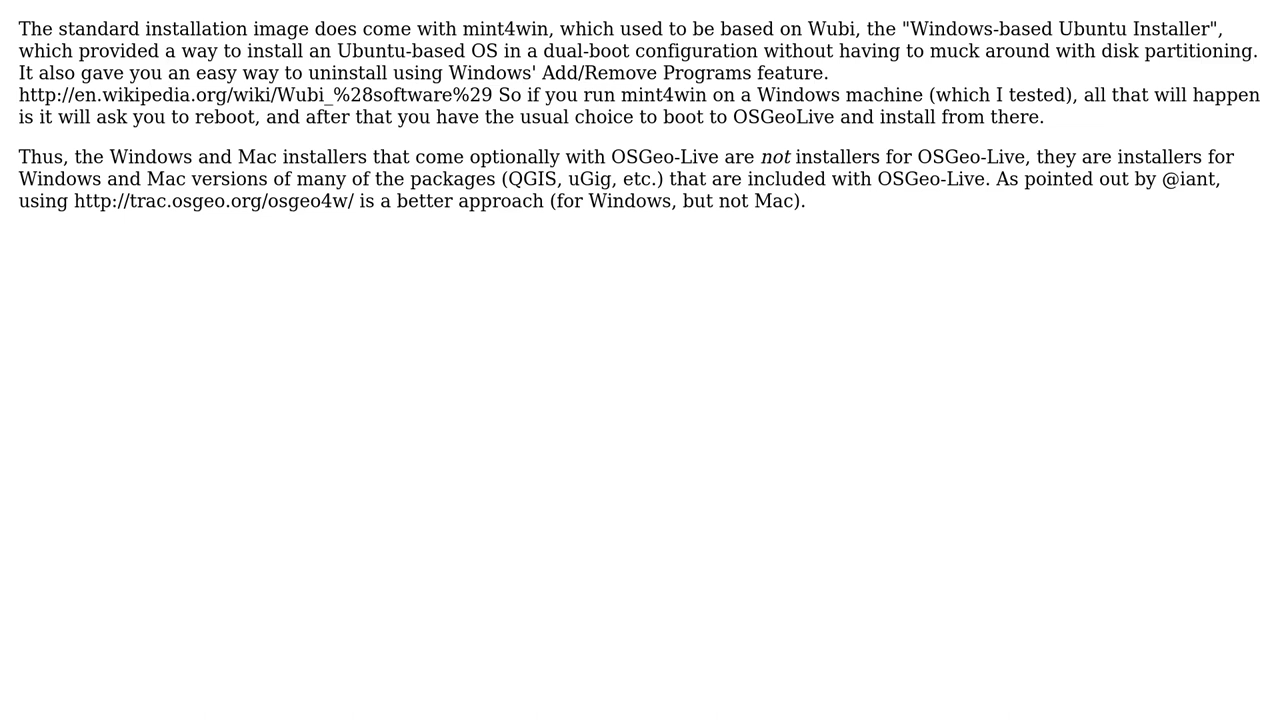 The standard installation image does come with mint4win, which used to be based on Wubi, the "Windows-based Ubuntu Installer",
which provided a way to install an Ubuntu-based OS in a dual-boot configuration without having to muck around with disk partitioning.
It also gave you an easy way to uninstall using Windows' Add/Remove Programs feature.
http://en.wikipedia.org/wiki/Wubi_%28software%29 So if you run mint4win on a Windows machine (which I tested), all that will happen
is it will ask you to reboot, and after that you have the usual choice to boot to OSGeoLive and install from there.
Thus, the Windows and Mac installers that come optionally with OSGeo-Live are not installers for OSGeo-Live, they are installers for
Windows and Mac versions of many of the packages (QGIS, uGig, etc.) that are included with OSGeo-Live. As pointed out by @iant,
using http://trac.osgeo.org/osgeo4w/ is a better approach (for Windows, but not Mac).